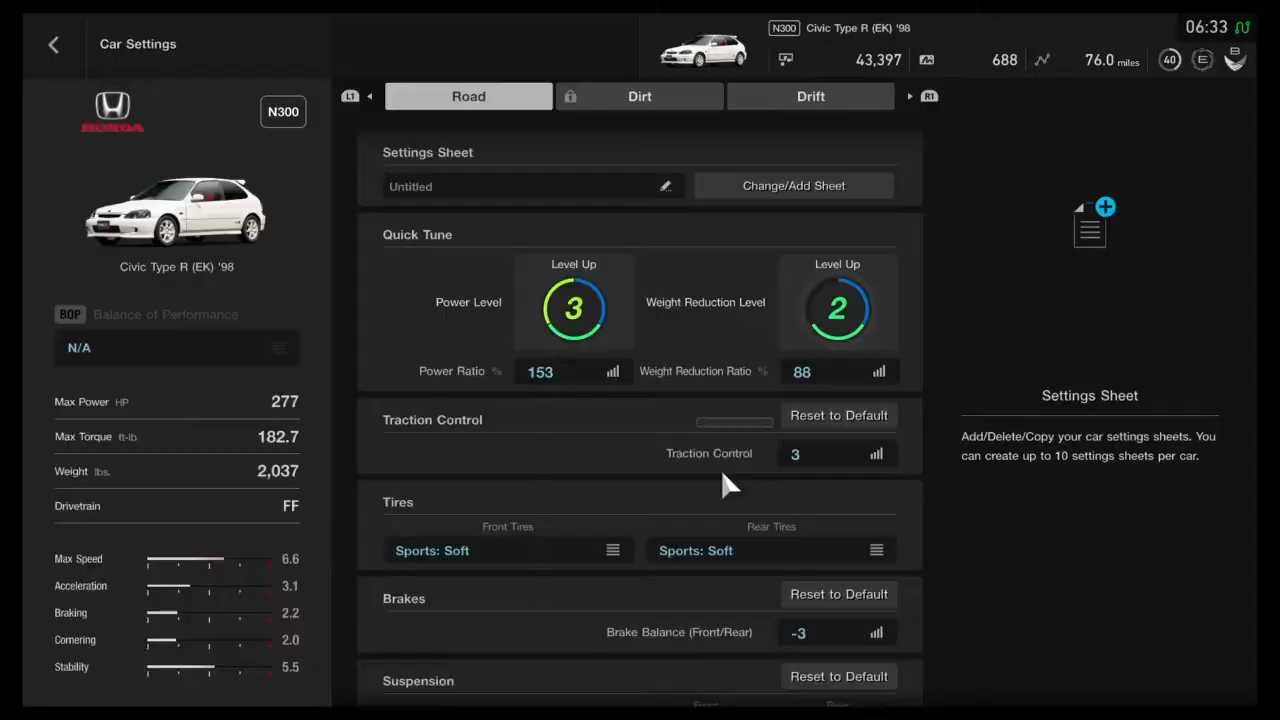 Car Settings
N300 Civic Type R (EK) '98
06:33
43,397 688 76.0 miles 40 E B
HONDA
N300
Civic Type R (EK) '98
BOP Balance of Performance
N/A
Max Power HP 277
Max Torque ft-lb 182.7
Weight lbs. 2,037
Drivetrain FF
Max Speed 6.6
Acceleration 3.1
Braking 2.2
Cornering 2.0
Stability 5.5
L1 Road Dirt Drift R1
Settings Sheet
Untitled Change/Add Sheet
Quick Tune
Level Up Level Up
Power Level 3 Weight Reduction Level 2
Power Ratio % 153 Weight Reduction Ratio % 88
Traction Control Reset to Default
Traction Control 3
Tires
Front Tires Rear Tires
Sports: Soft Sports: Soft
Brakes Reset to Default
Brake Balance (Front/Rear) -3
Suspension Reset to Default
Settings Sheet
Add/Delete/Copy your car settings sheets. You
can create up to 10 settings sheets per car.